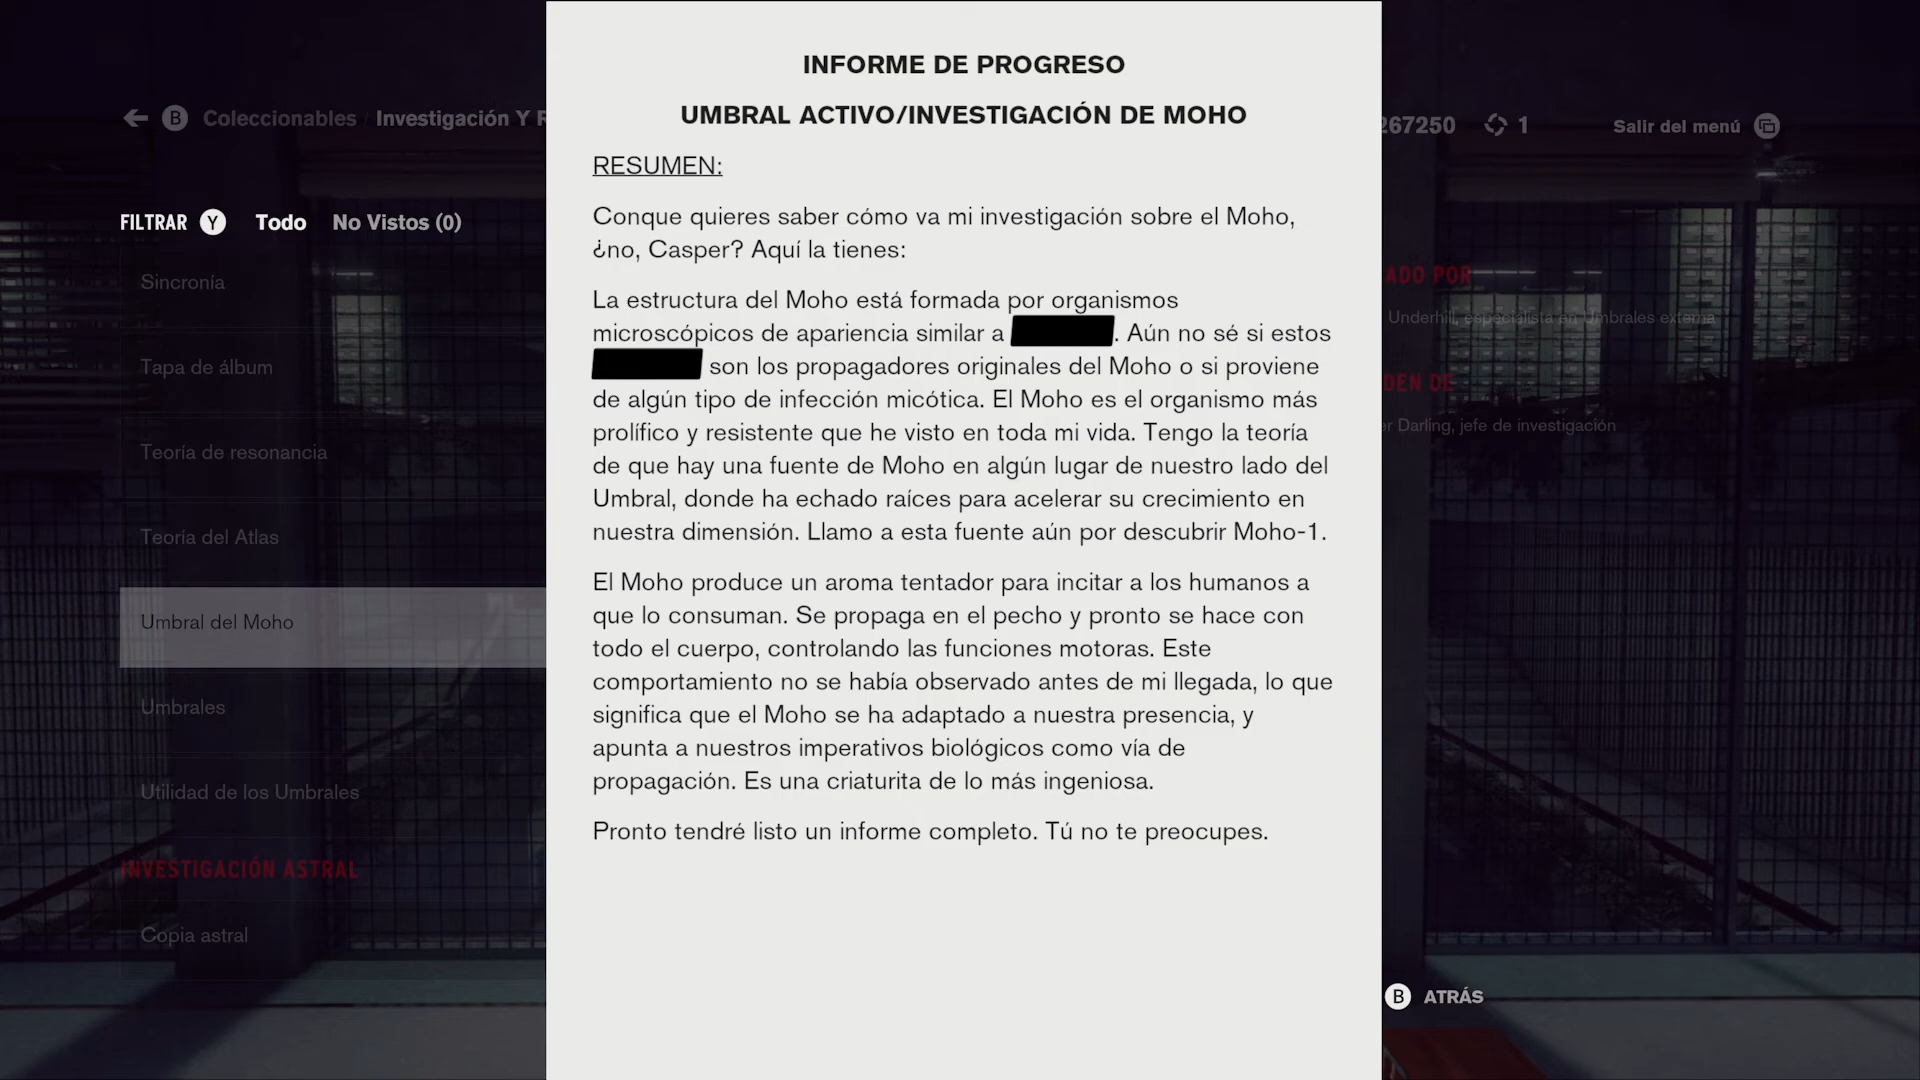 INFORME DE PROGRESO
UMBRAL ACTIVO/INVESTIGACIÓN DE MOHO
RESUMEN:
Conque quieres saber cómo va mi investigación sobre el Moho,
¿no, Casper? Aquí la tienes:
La estructura del Moho está formada por organismos
microscópicos de apariencia similar a . Aún no sé si estos
son los propagadores originales del Moho o si proviene
de algún tipo de infección micótica. El Moho es el organismo más
prolífico y resistente que he visto en toda mi vida. Tengo la teoría
de que hay una fuente de Moho en algún lugar de nuestro lado del
Umbral, donde ha echado raíces para acelerar su crecimiento en
nuestra dimensión. Llamo a esta fuente aún por descubrir Moho-1.
El Moho produce un aroma tentador para incitar a los humanos a
que lo consuman. Se propaga en el pecho y pronto se hace con
todo el cuerpo, controlando las funciones motoras. Este
comportamiento no se había observado antes de mi llegada, lo que
significa que el Moho se ha adaptado a nuestra presencia, y
apunta a nuestros imperativos biológicos como vía de
propagación. Es una criaturita de lo más ingeniosa.
Pronto tendré listo un informe completo. Tú no te preocupes.
B Coleccionables / Investigación Y R
FILTRAR Y Todo No Vistos (0)
Sincronía
Tapa de álbum
Teoría de resonancia
Teoría del Atlas
Umbral del Moho
Umbrales
Utilidad de los Umbrales
INVESTIGACIÓN ASTRAL
Copia astral
267250 1 Salir del menú
ADO POR
Underhill, especialista en Umbrales externa
DEN DE
er Darling, jefe de investigación
B ATRÁS